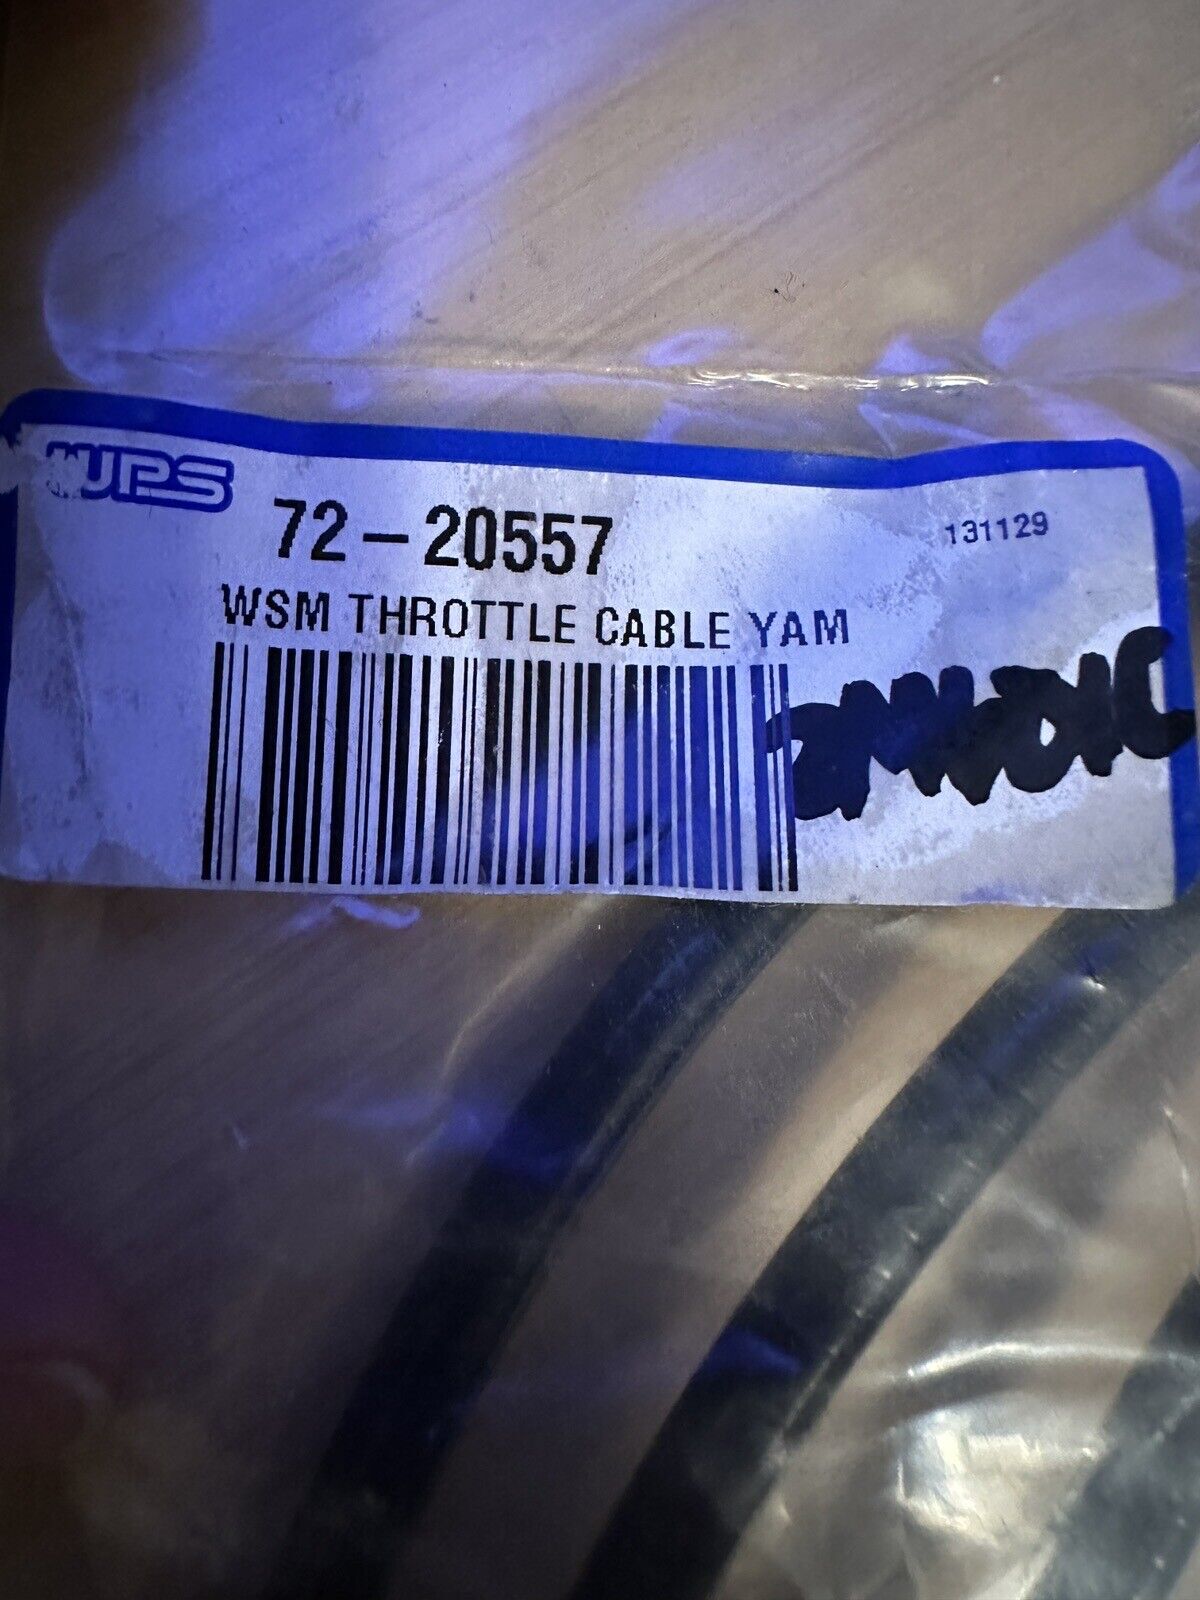 WPS
72-20557
131129
WSM THROTTLE CABLE YAM